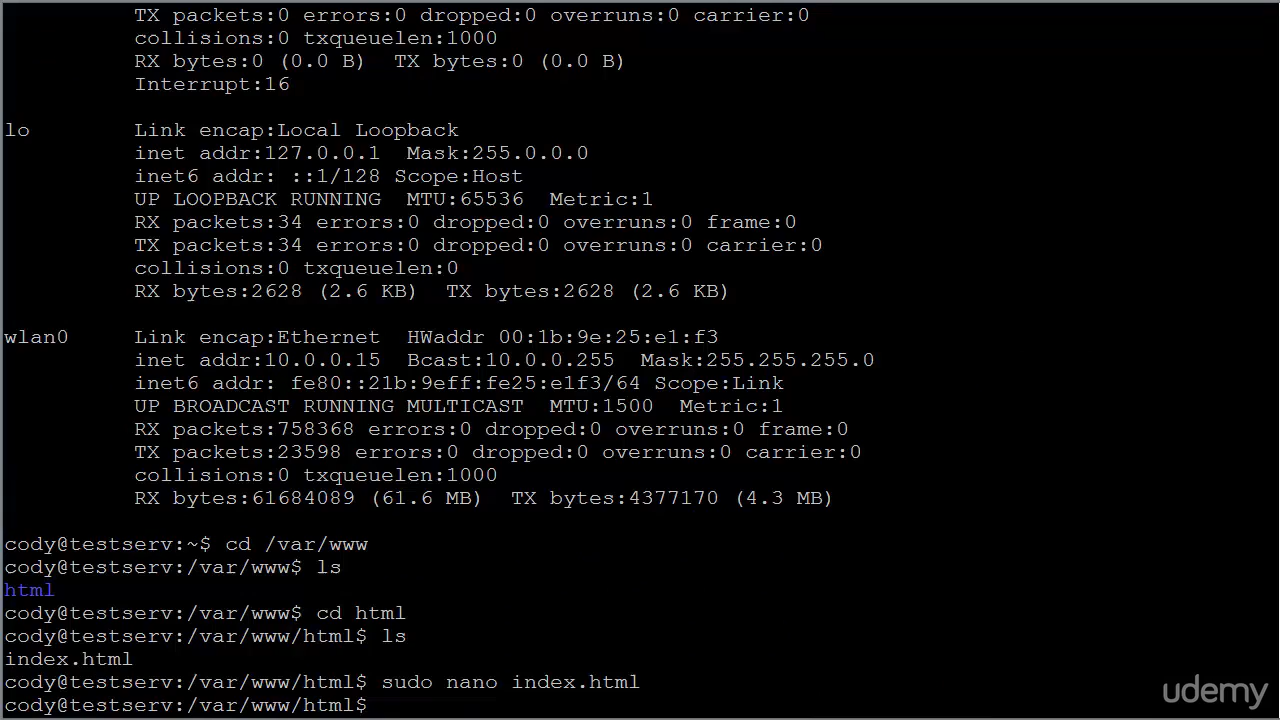 TX packets:0 errors:0 dropped:0 overruns:0 carrier:0
collisions:0 txqueuelen:1000
RX bytes:0 (0.0 B)  TX bytes:0 (0.0 B)
Interrupt:16
lo        Link encap:Local Loopback
inet addr:127.0.0.1  Mask:255.0.0.0
inet6 addr: ::1/128 Scope:Host
UP LOOPBACK RUNNING  MTU:65536  Metric:1
RX packets:34 errors:0 dropped:0 overruns:0 frame:0
TX packets:34 errors:0 dropped:0 overruns:0 carrier:0
collisions:0 txqueuelen:0
RX bytes:2628 (2.6 KB)  TX bytes:2628 (2.6 KB)
wlan0     Link encap:Ethernet  HWaddr 00:1b:9e:25:e1:f3
inet addr:10.0.0.15  Bcast:10.0.0.255  Mask:255.255.255.0
inet6 addr: fe80::21b:9eff:fe25:e1f3/64 Scope:Link
UP BROADCAST RUNNING MULTICAST  MTU:1500  Metric:1
RX packets:758368 errors:0 dropped:0 overruns:0 frame:0
TX packets:23598 errors:0 dropped:0 overruns:0 carrier:0
collisions:0 txqueuelen:1000
RX bytes:61684089 (61.6 MB)  TX bytes:4377170 (4.3 MB)
cody@testserv:~$ cd /var/www
cody@testserv:/var/www$ ls
html
cody@testserv:/var/www$ cd html
cody@testserv:/var/www/html$ ls
index.html
cody@testserv:/var/www/html$ sudo nano index.html
cody@testserv:/var/www/html$
udemy